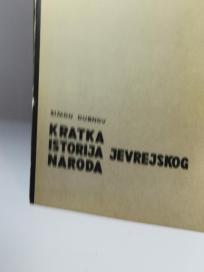 SIMON DUBNOV
KRATKA
ISTORIJA JEVREJSKOG
NARODA